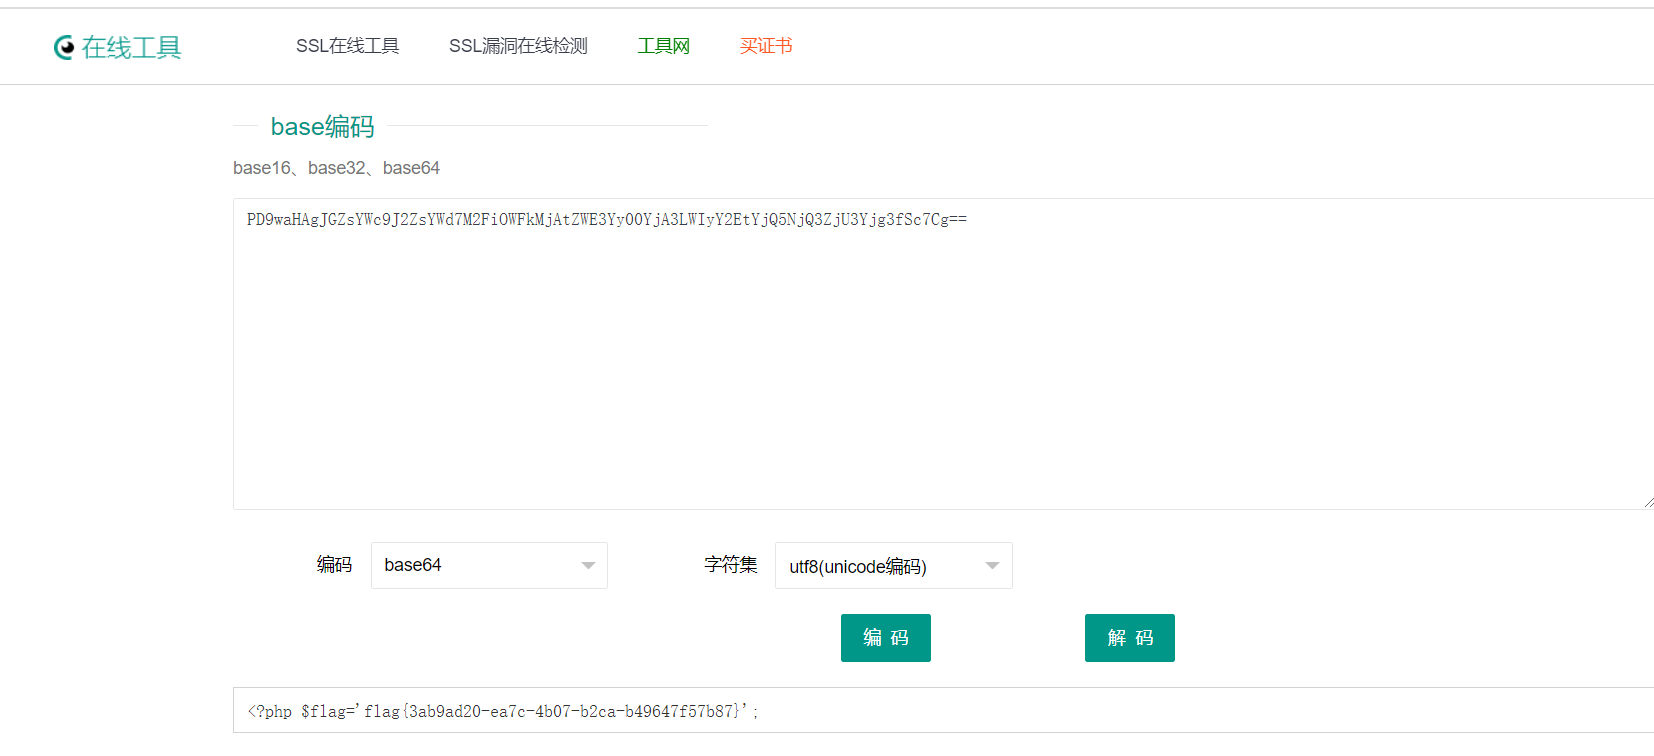 在线工具 SSL在线工具 SSL漏洞在线检测 工具网 买证书
base编码
base16、base32、base64
PD9waHAgJGZsYWc9J2ZsYWd7M2FiOWFkMjAtZWE3Yy00YjA3LWIyY2EtYjQ5NjQ3ZjU3Yjg3fSc7Cg==
编码 base64 字符集 utf8(unicode编码)
编 码 解 码
<?php $flag='flag{3ab9ad20-ea7c-4b07-b2ca-b49647f57b87}';